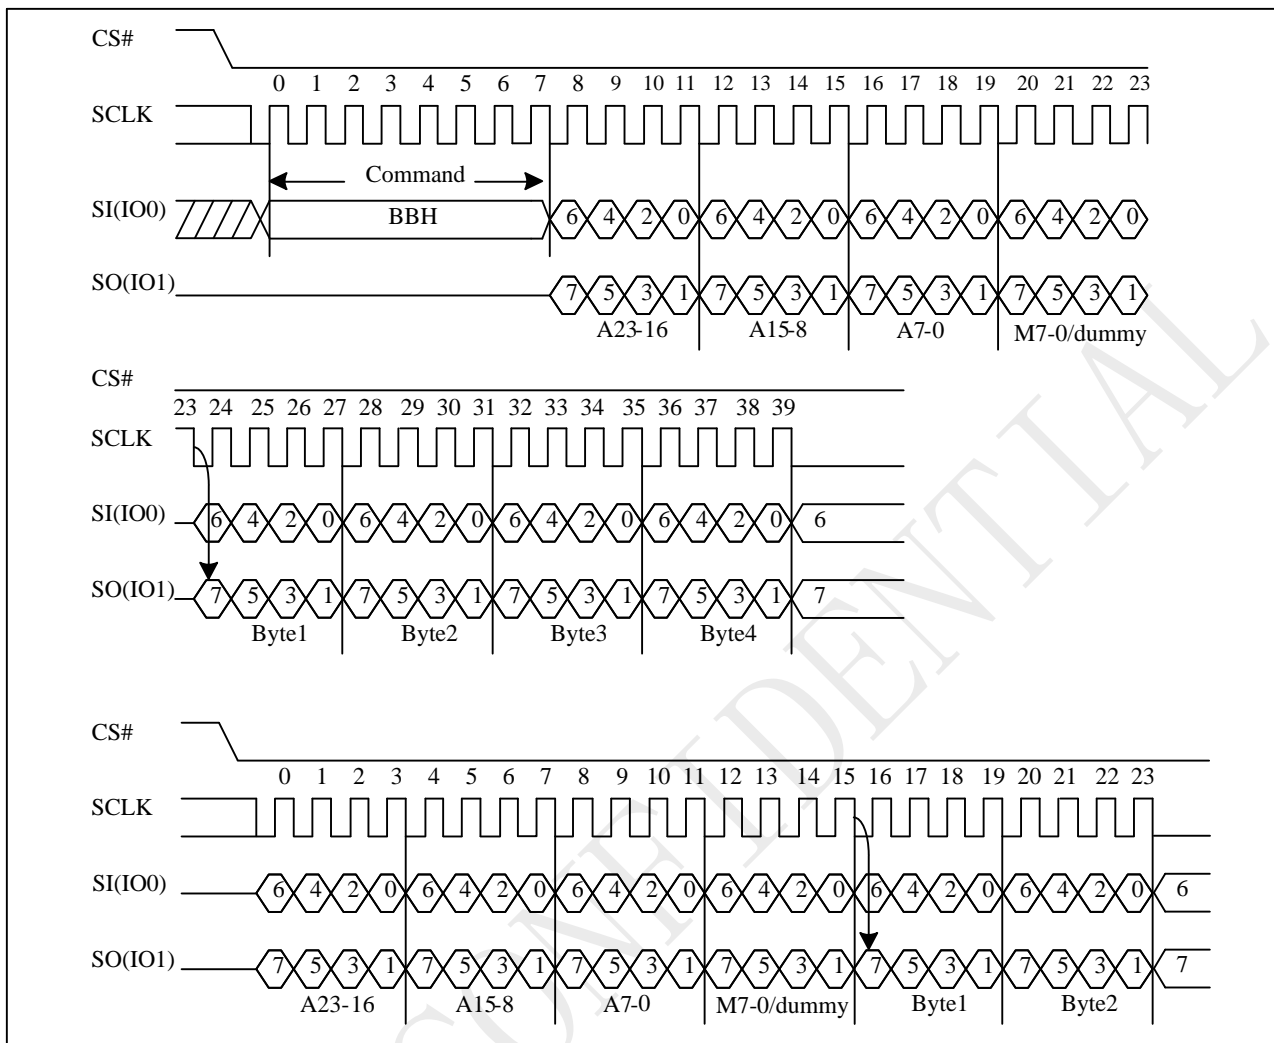 CS#
0 1 2 3 4 5 6 7 8 9 10 11 12 13 14 15 16 17 18 19 20 21 22 23
SCLK
Command
SI(IO0) BBH 6 4 2 0 6 4 2 0 6 4 2 0 6 4 2 0
SO(IO1) 7 5 3 1 7 5 3 1 7 5 3 1 7 5 3 1
A23-16 A15-8 A7-0 M7-0/dummy
CS#
23 24 25 26 27 28 29 30 31 32 33 34 35 36 37 38 39
SCLK
SI(IO0) 6 4 2 0 6 4 2 0 6 4 2 0 6 4 2 0 6
SO(IO1) 7 5 3 1 7 5 3 1 7 5 3 1 7 5 3 1 7
Byte1 Byte2 Byte3 Byte4
CS#
0 1 2 3 4 5 6 7 8 9 10 11 12 13 14 15 16 17 18 19 20 21 22 23
SCLK
SI(IO0) 6 4 2 0 6 4 2 0 6 4 2 0 6 4 2 0 6 4 2 0 6 4 2 0 6
SO(IO1) 7 5 3 1 7 5 3 1 7 5 3 1 7 5 3 1 7 5 3 1 7 5 3 1 7
A23-16 A15-8 A7-0 M7-0/dummy Byte1 Byte2
CONFIDENTIAL